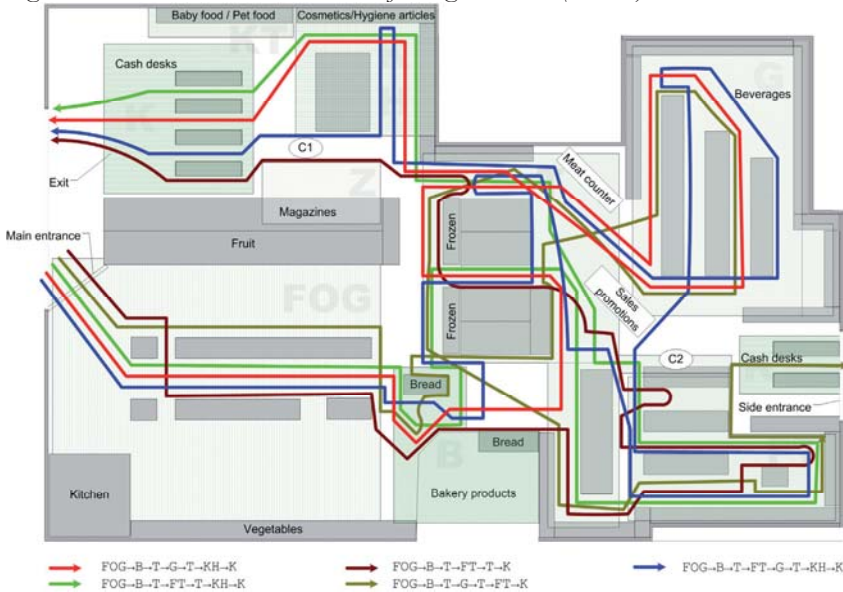 Baby food / Pet food
Cosmetics/Hygiene articles
KT
G
Cash desks
Beverages
K
C1
Meat counter
Exit
Z
Magazines
Main entrance
Fruit
Frozen
FOG
Sales promotions
Frozen
C2
Cash desks
Bread
Side entrance
Bread
B
Kitchen
Bakery products
Vegetables
FOG→B→T→G→T→KH→K
FOG→B→T→FT→T→K
FOG→B→T→FT→G→T→KH→K
FOG→B→T→FT→T→KH→K
FOG→B→T→G→T→FT→K